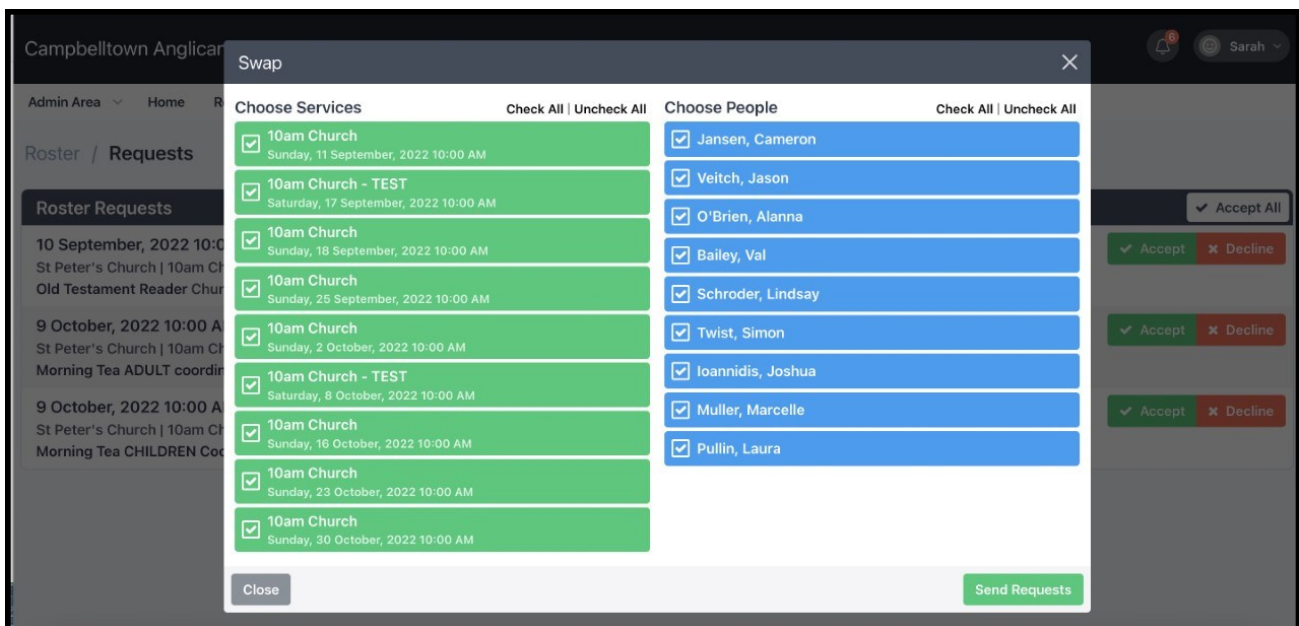 Campbelltown Anglican
6
Sarah
Admin Area Home
Roster / Requests
Roster Requests
Accept All
10 September, 2022
St Peter's Church | 10am
Old Testament Reader
Accept Decline
9 October, 2022 10:00
St Peter's Church | 10am
Morning Tea ADULT
Accept Decline
9 October, 2022 10:00
St Peter's Church | 10am
Morning Tea CHILDREN
Accept Decline
Swap
Choose Services Check All | Uncheck All
10am Church
Sunday, 11 September, 2022 10:00 AM
10am Church - TEST
Saturday, 17 September, 2022 10:00 AM
10am Church
Sunday, 18 September, 2022 10:00 AM
10am Church
Sunday, 25 September, 2022 10:00 AM
10am Church
Sunday, 2 October, 2022 10:00 AM
10am Church - TEST
Saturday, 8 October, 2022 10:00 AM
10am Church
Sunday, 16 October, 2022 10:00 AM
10am Church
Sunday, 23 October, 2022 10:00 AM
10am Church
Sunday, 30 October, 2022 10:00 AM
Choose People Check All | Uncheck All
Jansen, Cameron
Veitch, Jason
O'Brien, Alanna
Bailey, Val
Schroder, Lindsay
Twist, Simon
Ioannidis, Joshua
Muller, Marcelle
Pullin, Laura
Close
Send Requests